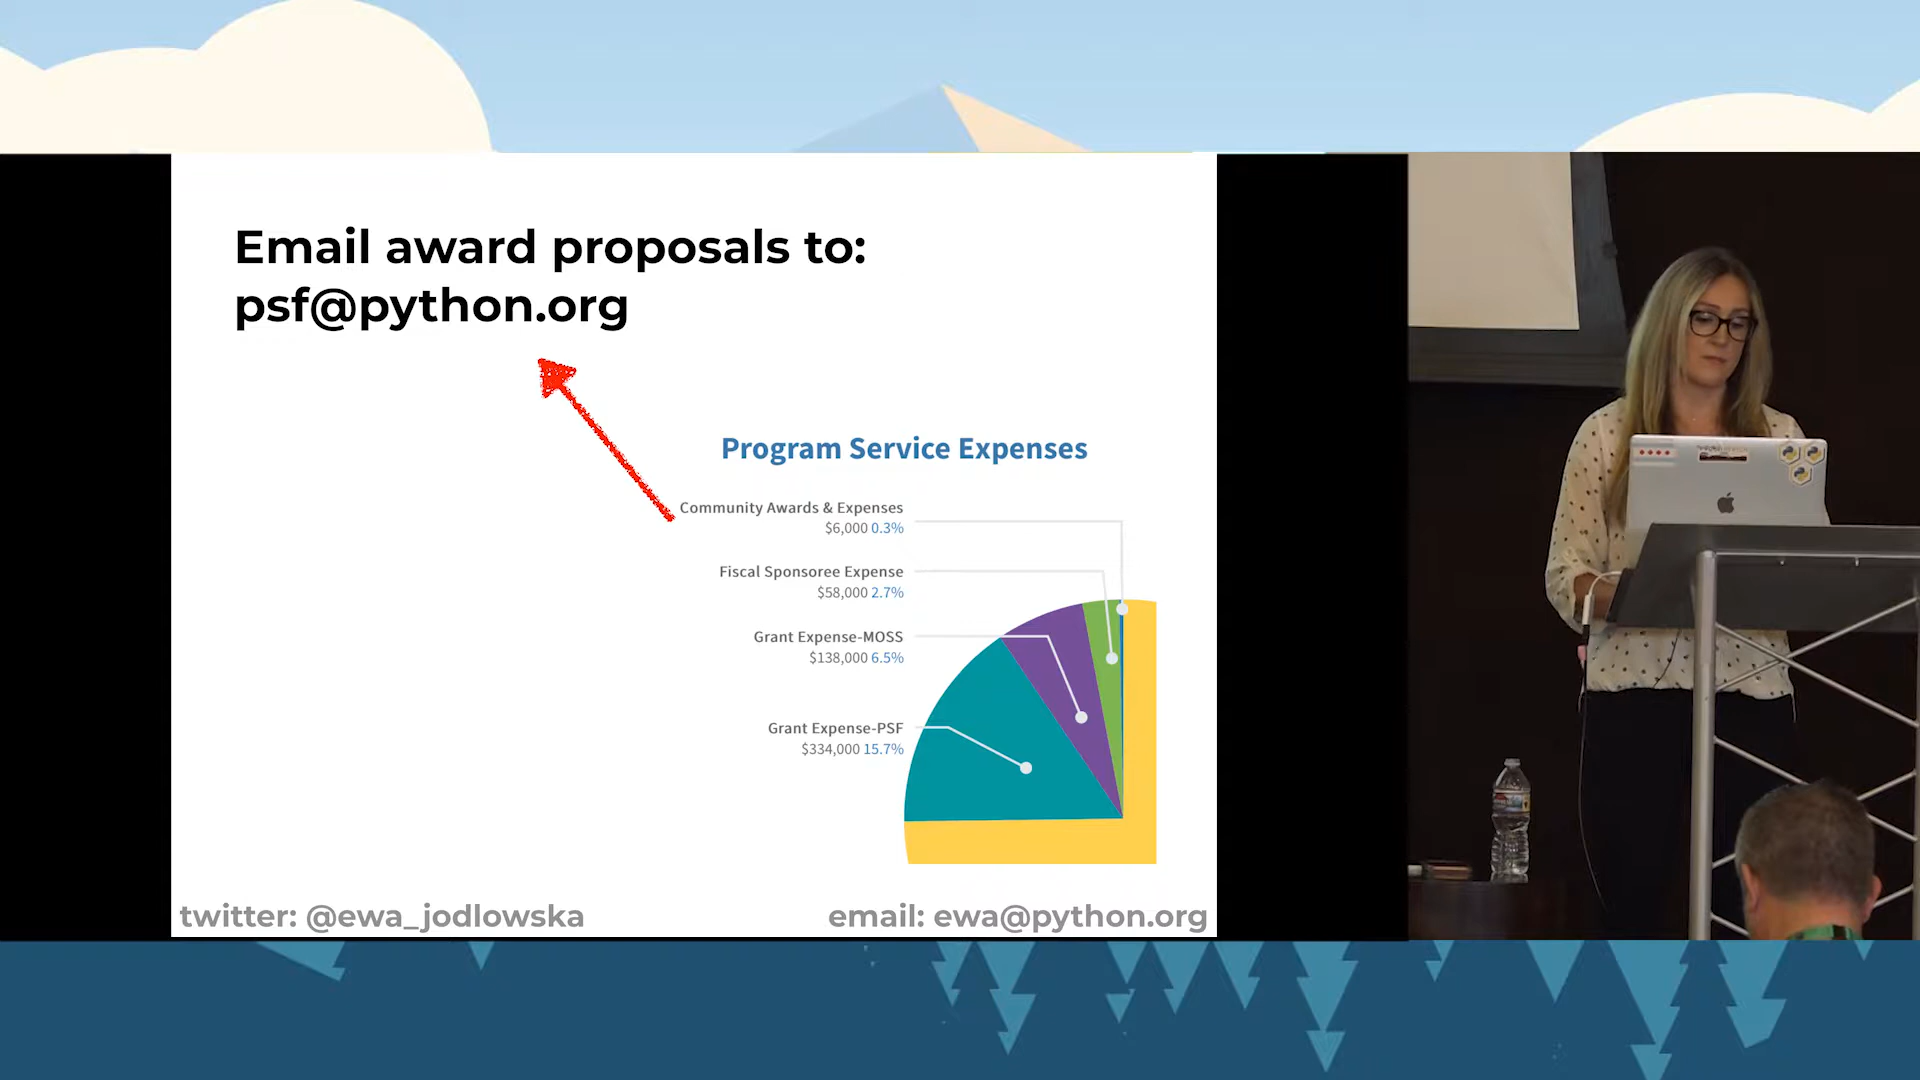 Email award proposals to:
psf@python.org
Program Service Expenses
Community Awards & Expenses
$6,000 0.3%
Fiscal Sponsoree Expense
$58,000 2.7%
Grant Expense-MOSS
$138,000 6.5%
Grant Expense-PSF
$334,000 15.7%
twitter: @ewa_jodlowska
email: ewa@python.org